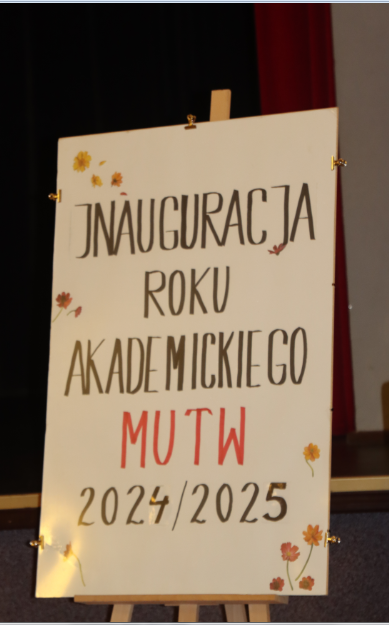 INAUGURACJA
ROKU
AKADEMICKIEGO
MUTW
2024/2025